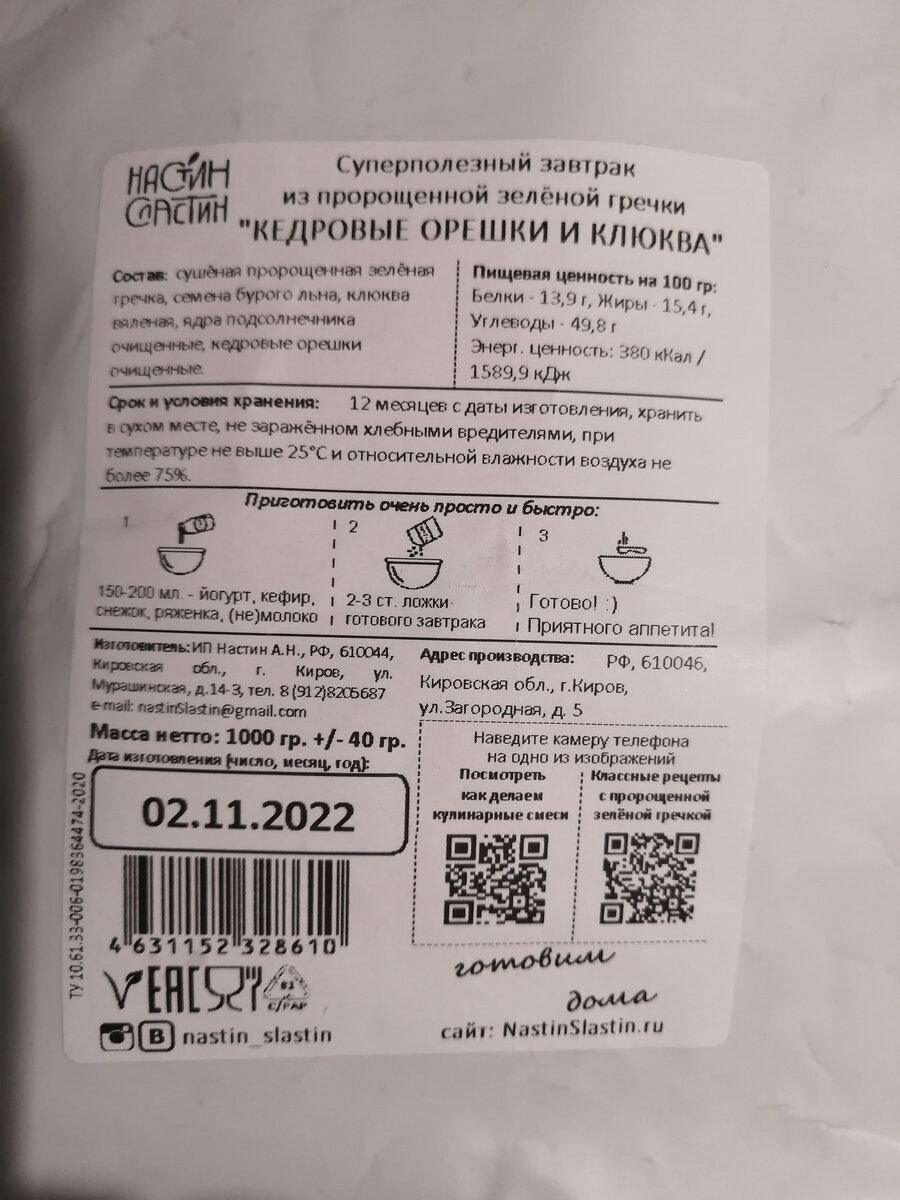 НАСТИН
СЛАСТИН
Суперполезный завтрак
из пророщенной зелёной гречки
"КЕДРОВЫЕ ОРЕШКИ И КЛЮКВА"
Состав: сушёная пророщенная зелёная
гречка, семена бурого льна, клюква
вяленая, ядра подсолнечника
очищенные, кедровые орешки
очищенные.
Пищевая ценность на 100 гр:
Белки - 13,9 г, Жиры - 15,4 г,
Углеводы - 49,8 г
Энерг. ценность: 380 кКал /
1589,9 кДж
Срок и условия хранения: 12 месяцев с даты изготовления, хранить
в сухом месте, не заражённом хлебными вредителями, при
температуре не выше 25°С и относительной влажности воздуха не
более 75%.
Приготовить очень просто и быстро:
1
150-200 мл. - йогурт, кефир,
снежок, ряженка, (не)молоко
2
2-3 ст. ложки
готового завтрака
3
Готово! :)
Приятного аппетита!
Изготовитель: ИП Настин А.Н., РФ, 610044,
Кировская обл., г. Киров, ул.
Мурашинская, д.14-3, тел. 8 (912)8205687
e-mail: nastinSlastin@gmail.com
Адрес производства: РФ, 610046,
Кировская обл., г.Киров,
ул.Загородная, д. 5
Масса нетто: 1000 гр. +/- 40 гр.
Дата изготовления (число, месяц, год):
02.11.2022
ТУ 10.61.33-006-0198364474-2020
4 631152 328610
Наведите камеру телефона
на одно из изображений
Посмотреть
как делаем
кулинарные смеси
Классные рецепты
с пророщенной
зелёной гречкой
V EAC
81
C/PAP
B nastin_slastin
готовим
дома
сайт: NastinSlastin.ru